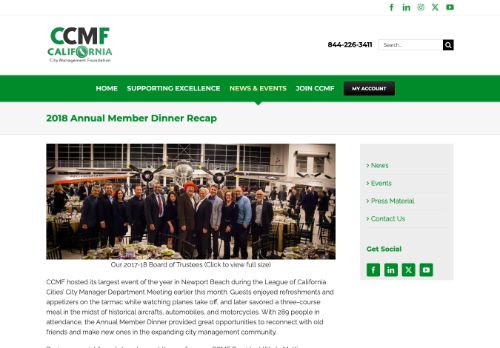 CCMF
CALIFORNIA
City Management Foundation
844-226-3411
Search...
HOME
SUPPORTING EXCELLENCE
NEWS & EVENTS
JOIN CCMF
MY ACCOUNT
2018 Annual Member Dinner Recap
Our 2017-18 Board of Trustees (Click to view full size)
CCMF hosted its largest event of the year in Newport Beach during the League of California
Cities' City Manager Department Meeting earlier this month. Guests enjoyed refreshments and
appetizers on the tarmac while watching planes take off, and later savored a three-course
meal in the midst of historical aircrafts, automobiles, and motorcycles. With 289 people in
attendance, the Annual Member Dinner provided great opportunities to reconnect with old
friends and make new ones in the expanding city management community.
> News
> Events
> Press Material
> Contact Us
Get Social